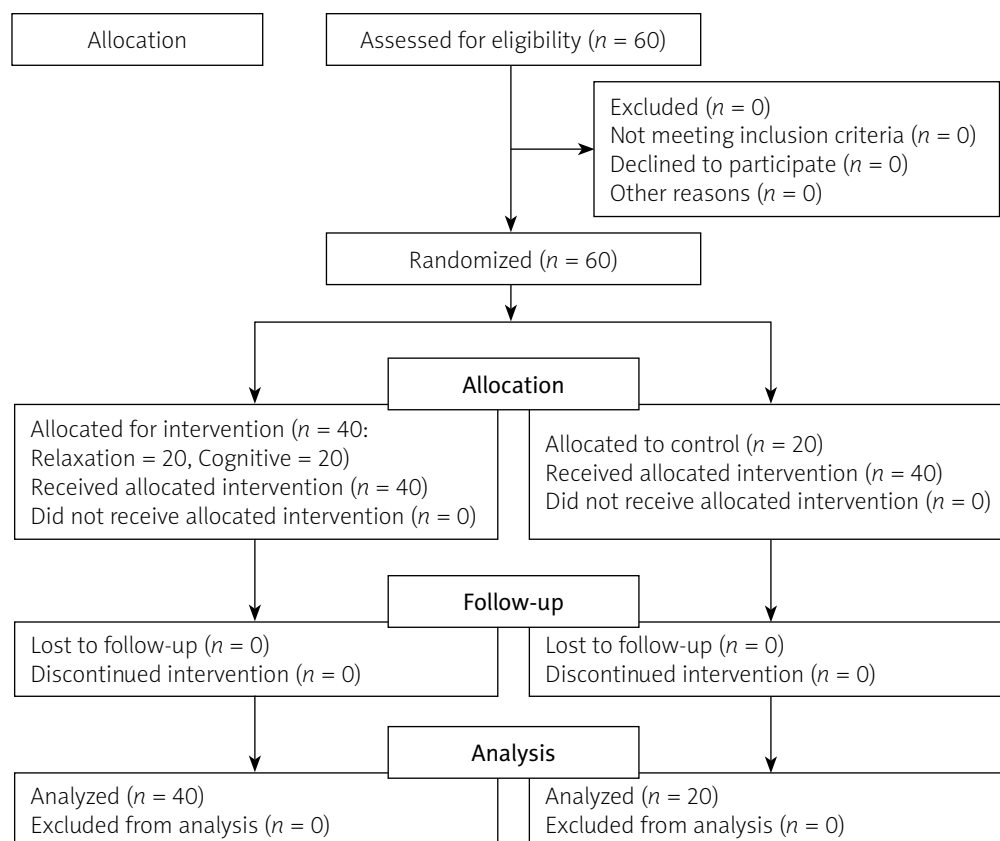 Allocation
Assessed for eligibility (n = 60)
Excluded (n = 0)
Not meeting inclusion criteria (n = 0)
Declined to participate (n = 0)
Other reasons (n = 0)
Randomized (n = 60)
Allocation
Allocated for intervention (n = 40:
Relaxation = 20, Cognitive = 20)
Received allocated intervention (n = 40)
Did not receive allocated intervention (n = 0)
Allocated to control (n = 20)
Received allocated intervention (n = 40)
Did not receive allocated intervention (n = 0)
Follow-up
Lost to follow-up (n = 0)
Discontinued intervention (n = 0)
Lost to follow-up (n = 0)
Discontinued intervention (n = 0)
Analysis
Analyzed (n = 40)
Excluded from analysis (n = 0)
Analyzed (n = 20)
Excluded from analysis (n = 0)